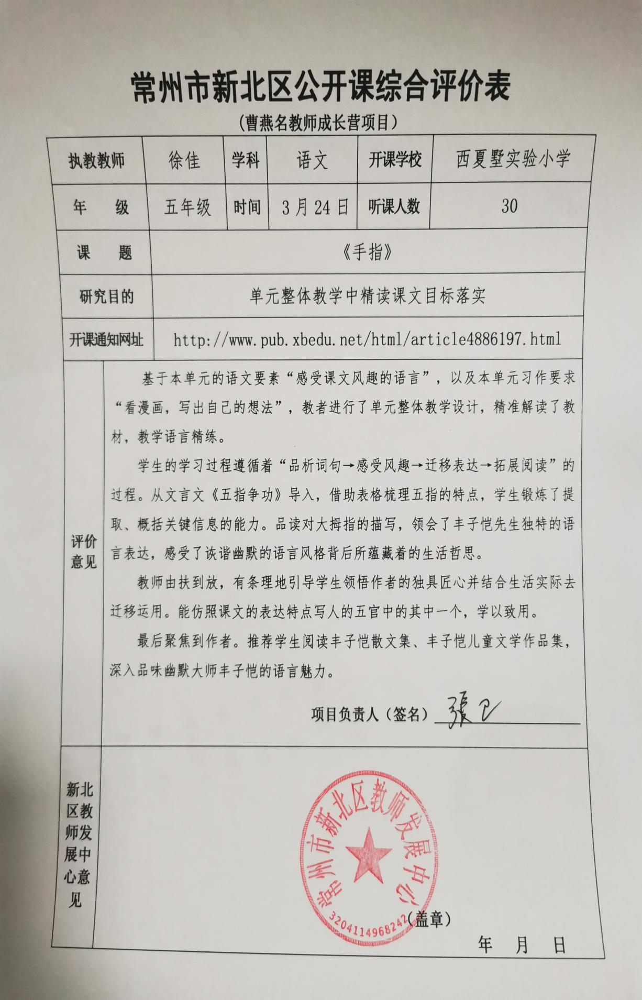 常州市新北区公开课综合评价表
(曹燕名教师成长营项目)
执教教师 徐佳 学科 语文 开课学校 西夏墅实验小学
年 级 五年级 时间 3月24日 听课人数 30
课 题 《手指》
研究目的 单元整体教学中精读课文目标落实
开课通知网址 http://www.pub.xbedu.net/html/article4886197.html
评价
意见
基于本单元的语文要素“感受课文风趣的语言”，以及本单元习作要求
“看漫画，写出自己的想法”，教者进行了单元整体教学设计，精准解读了教
材，教学语言精练。
学生的学习过程遵循着“品析词句→感受风趣→迁移表达→拓展阅读”的
过程。从文言文《五指争功》导入，借助表格梳理五指的特点，学生锻炼了提
取、概括关键信息的能力。品读对大拇指的描写，领会了丰子恺先生独特的语
言表达，感受了诙谐幽默的语言风格背后所蕴藏着的生活哲思。
教师由扶到放，有条理地引导学生领悟作者的独具匠心并结合生活实际去
迁移运用。能仿照课文的表达特点写人的五官中的其中一个，学以致用。
最后聚焦到作者。推荐学生阅读丰子恺散文集、丰子恺儿童文学作品集，
深入品味幽默大师丰子恺的语言魅力。
项目负责人（签名） 張
新北
区教
师发
展中
心意
见
常州市新北区教师发展中心
3204114968242
（盖章）
年 月 日